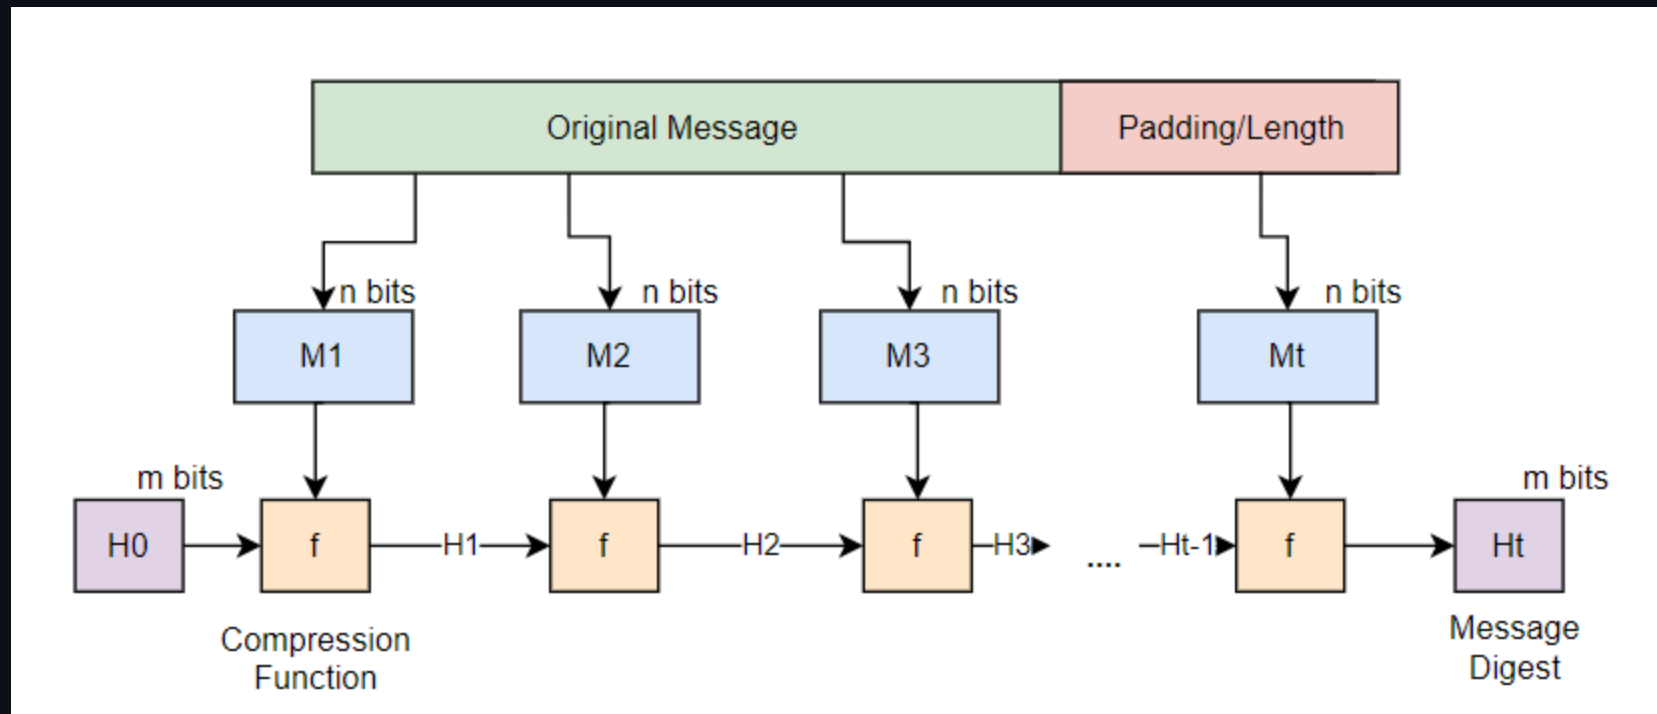 Original Message
Padding/Length
n bits
n bits
n bits
n bits
M1
M2
M3
Mt
m bits
m bits
H0
f
H1
f
H2
f
H3
....
Ht-1
f
Ht
Compression
Function
Message
Digest